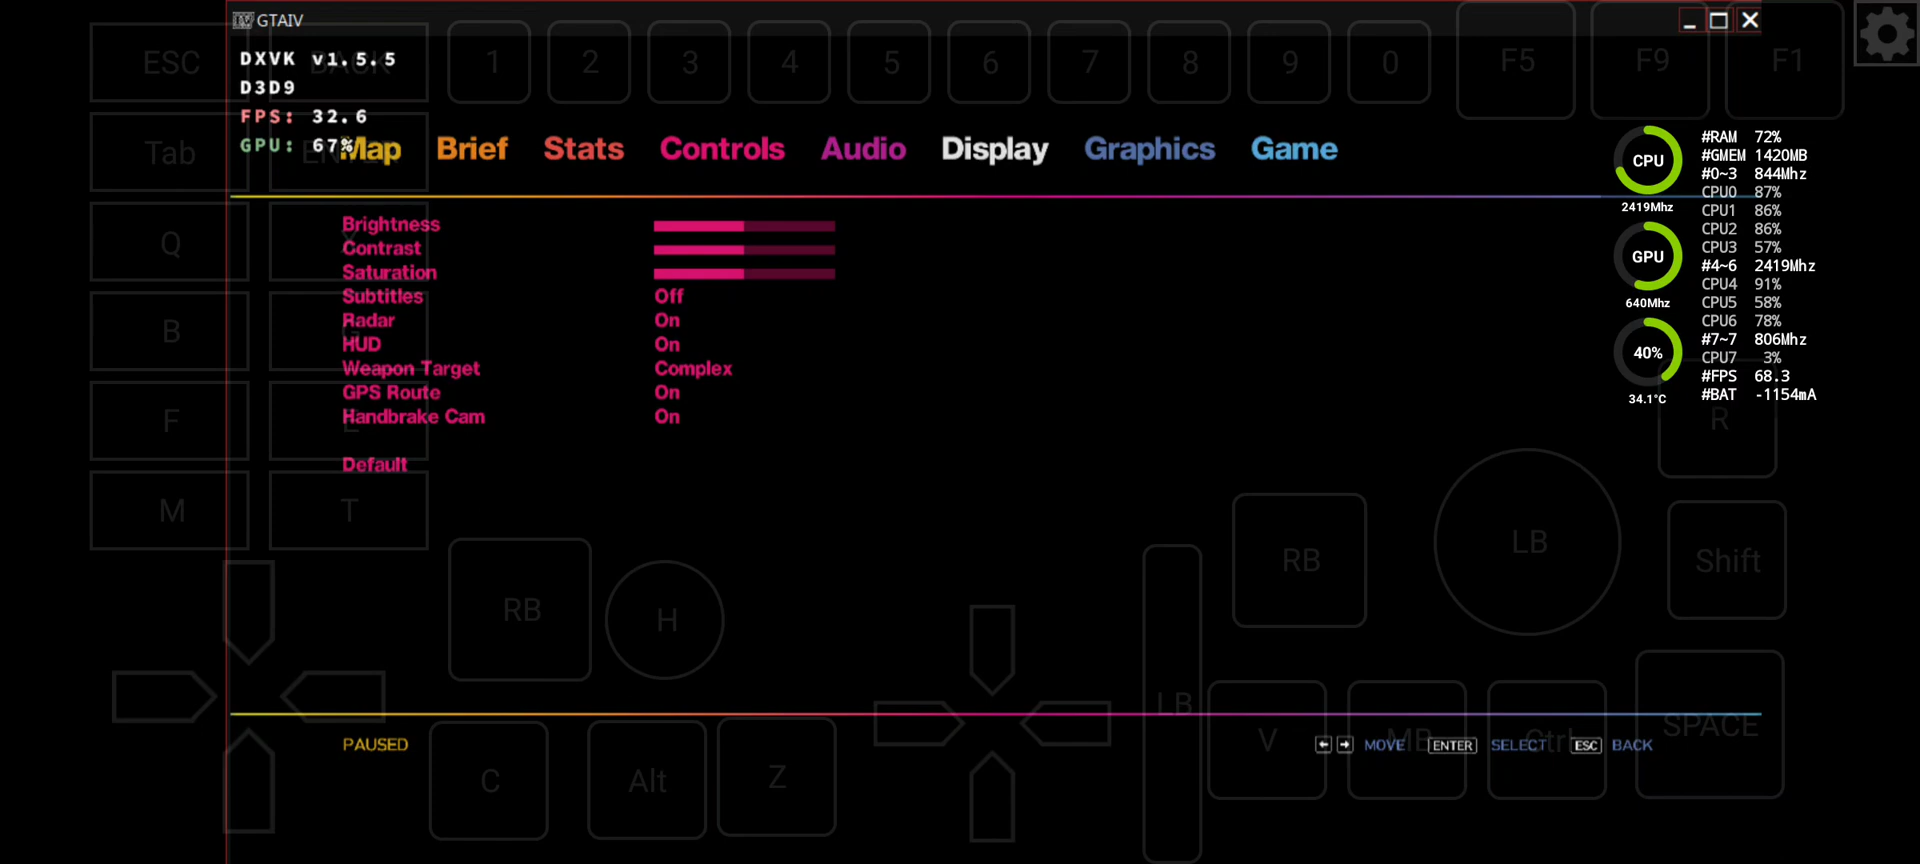 GTAIV
ESC BACK 1 2 3 4 5 6 7 8 9 0 F5 F9 F1
DXVK v1.5.5
D3D9
FPS: 32.6
GPU: 67%
Tab
Map Brief Stats Controls Audio Display Graphics Game
CPU
2419Mhz
GPU
640Mhz
40%
34.1°C
#RAM 72%
#GMEM 1420MB
#0~3 844Mhz
CPU0 87%
CPU1 86%
CPU2 86%
CPU3 57%
#4~6 2419Mhz
CPU4 91%
CPU5 58%
CPU6 78%
#7~7 806Mhz
CPU7 3%
#FPS 68.3
#BAT -1154mA
Q
B
F
M T
Brightness
Contrast
Saturation
Subtitles Off
Radar On
HUD On
Weapon Target Complex
GPS Route On
Handbrake Cam On
Default
R
RB H RB LB Shift
LB
SPACE
PAUSED
C Alt Z V MB Ctrl
MOVE ENTER SELECT ESC BACK